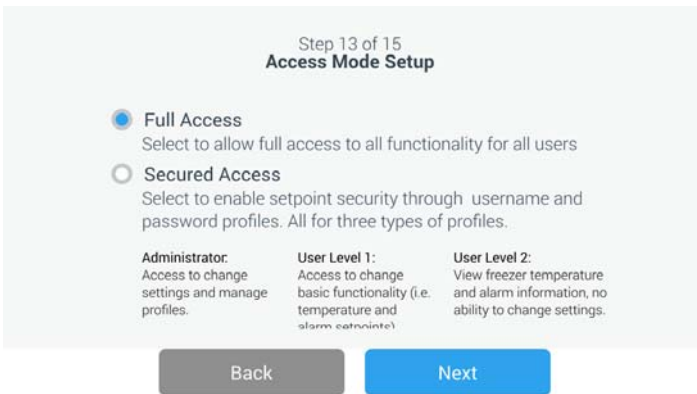 Step 13 of 15
Access Mode Setup
Full Access
Select to allow full access to all functionality for all users
Secured Access
Select to enable setpoint security through username and
password profiles. All for three types of profiles.
Administrator:
Access to change
settings and manage
profiles.
User Level 1:
Access to change
basic functionality (i.e.
temperature and
alarm setpoints)
User Level 2:
View freezer temperature
and alarm information, no
ability to change settings.
Back
Next